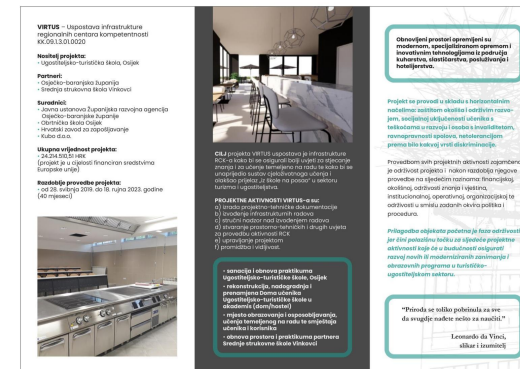 VIRTUS – Uspostava infrastrukture
regionalnih centara kompetentnosti
KK.09.1.3.01.0020
Nositelj projekta:
• Ugostiteljsko-turistička škola, Osijek
Partneri:
• Osječko-baranjska županija
• Srednja strukovna škola Vinkovci
Suradnici:
• Javna ustanova Županijska razvojna agencija
Osječko-baranjske županije
• Obrtnička škola Osijek
• Hrvatski zavod za zapošljavanje
• Kuba d.o.o.
Ukupna vrijednost projekta:
• 24.214.510,51 HRK
(projekt je u cijelosti financiran sredstvima
Europske unije)
Razdoblje provedbe projekta:
• od 28. svibnja 2019. do 18. rujna 2023. godine
(40 mjeseci)
CILJ projekta VIRTUS uspostava je infrastrukture
RCK-a kako bi se osigurali bolji uvjeti za stjecanje
znanja i za učenje temeljeno na radu te kako bi se
unaprijedio sustav cjeloživotnoga učenja i
olakšao prijelaz „iz škole na posao“ u sektoru
turizma i ugostiteljstva.
PROJEKTNE AKTIVNOSTI VIRTUS-a su:
a) izrada projektno-tehničke dokumentacije
b) izvođenje infrastrukturnih radova
c) stručni nadzor nad izvođenjem radova
d) stvaranje prostorno-tehničkih i drugih uvjeta
za provedbu aktivnosti RCK
e) upravljanje projektom
f) promidžba i vidljivost.
• sanacija i obnova praktikuma
Ugostiteljsko-turističke škole, Osijek
• rekonstrukcija, nadogradnja i
prenamjena Doma učenika
Ugostiteljsko-turističke škole u
akademis (dom/hostel)
• mjesto obrazovanja i osposobljavanja,
učenja temeljenog na radu te smještaja
učenika i korisnika
• obnova prostora i praktikuma partnera
Srednje strukovne škole Vinkovci
Obnovljeni prostori opremljeni su
modernom, specijaliziranom opremom i
inovativnim tehnologijama iz područja
kuharstva, slastičarstva, posluživanja i
hotelijerstva.
Projekt se provodi u skladu s horizontalnim
načelima: zaštitom okoliša i održivim razvo-
jem, socijalnoj uključenosti učenika s
teškoćama u razvoju i osoba s invaliditetom,
ravnopravnosti spolova, netolerancijom
prema bilo kakvoj vrsti diskriminacije.
Provedbom svih projektnih aktivnosti zajamčena
je održivost projekta i nakon razdoblja njegove
provedbe na sljedećim razinama: financijskoj,
okolišnoj, održivosti znanja i vještina,
institucionalnoj, operativnoj, organizacijskoj te
održivosti u smislu zadanih okvira politika i
procedura.
Prilagodba objekata početna je faza održivosti
jer čini polazišnu točku za sljedeće projektne
aktivnosti koje će u budućnosti osigurati
razvoj novih ili moderniziranih zanimanja i
obrazovnih programa u turističko-
ugostiteljskom sektoru.
“Priroda se toliko pobrinula za sve
da svugdje nađete nešto za naučiti.”
Leonardo da Vinci,
slikar i izumitelj